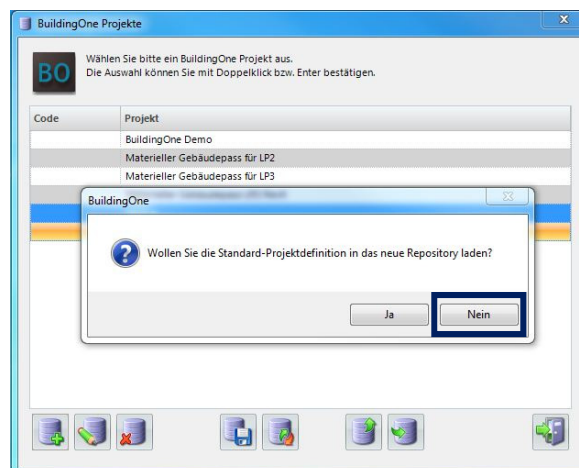 BuildingOne Projekte
BO
Wählen Sie bitte ein BuildingOne Projekt aus.
Die Auswahl können Sie mit Doppelklick bzw. Enter bestätigen.
Code Projekt
BuildingOne Demo
Materieller Gebäudepass für LP2
Materieller Gebäudepass für LP3
BuildingOne
Wollen Sie die Standard-Projektdefinition in das neue Repository laden?
Ja Nein